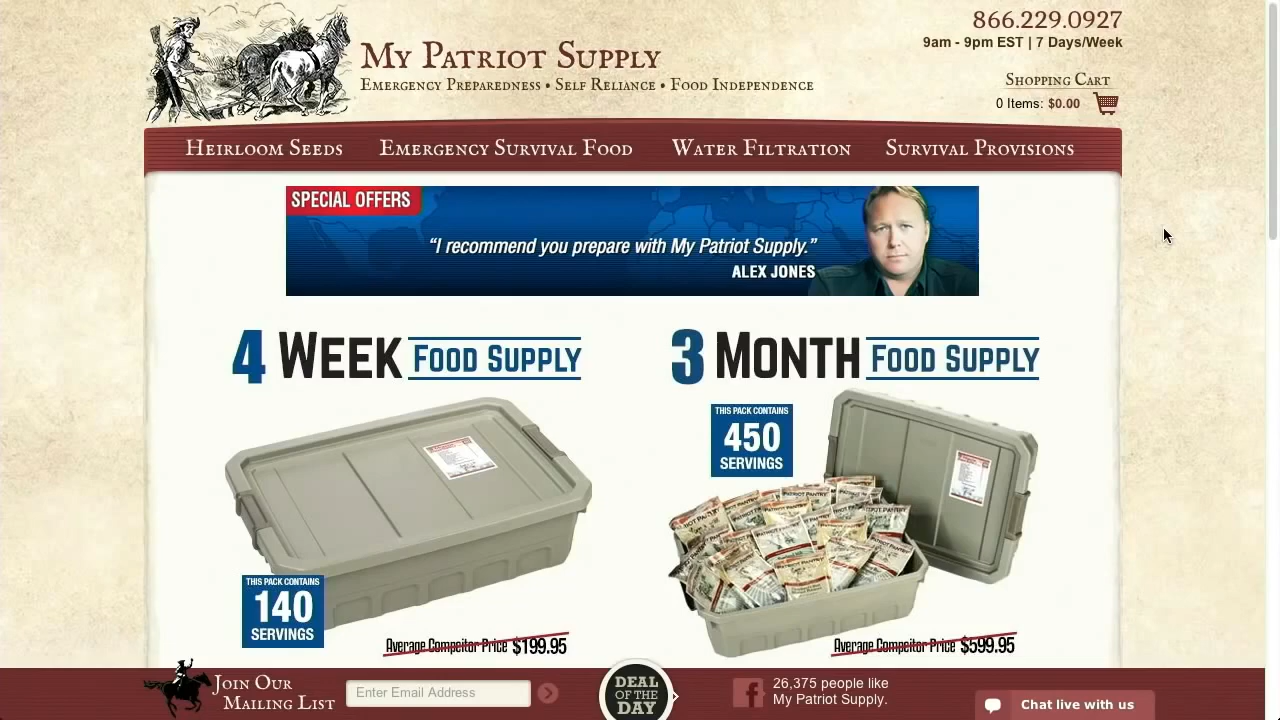 866.229.0927
My Patriot Supply
9am - 9pm EST | 7 Days/Week
Emergency Preparedness • Self Reliance • Food Independence
Shopping Cart
0 Items: $0.00
Heirloom Seeds Emergency Survival Food Water Filtration Survival Provisions
SPECIAL OFFERS
“I recommend you prepare with My Patriot Supply.”
ALEX JONES
4 Week Food Supply
3 Month Food Supply
THIS PACK CONTAINS
450
SERVINGS
PATRIOT PANTRY
THIS PACK CONTAINS
140
SERVINGS
Average Compeitor Price $199.95
Average Compeitor Price $599.95
Join Our
Mailing List
Enter Email Address
DEAL
OF THE
DAY
26,375 people like
My Patriot Supply.
Chat live with us